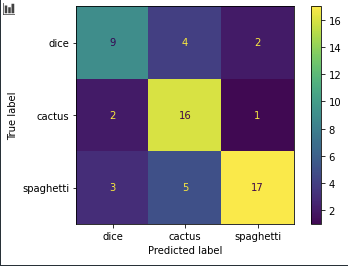 dice 9 4 2
cactus 2 16 1
spaghetti 3 5 17
dice cactus spaghetti
Predicted label
True label
16
14
12
10
8
6
4
2